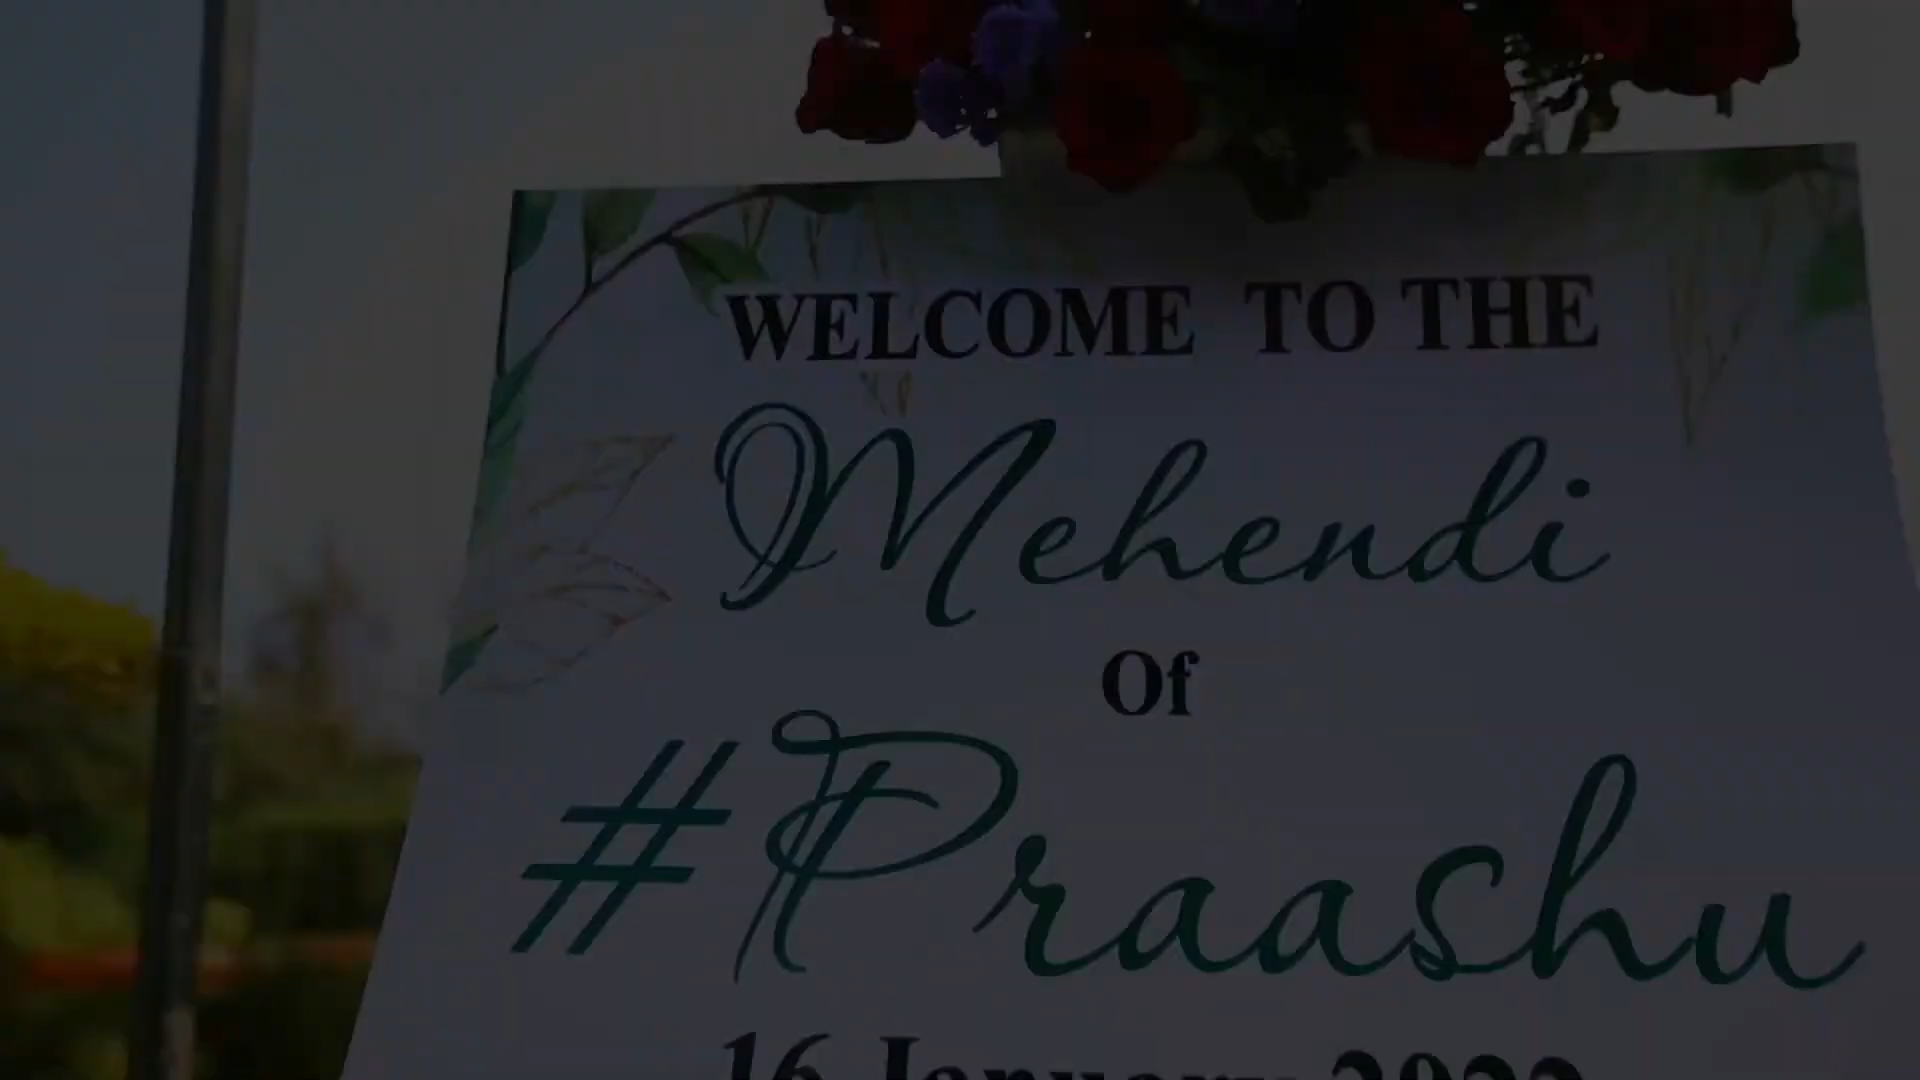 WELCOME TO THE
Mehendi
Of
#Praashu
16 January 2022